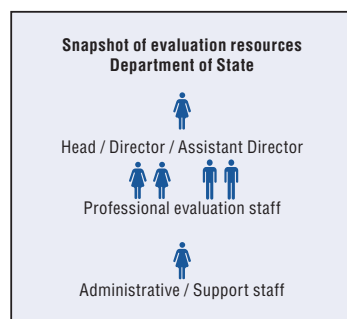 Snapshot of evaluation resources
Department of State
Head / Director / Assistant Director
Professional evaluation staff
Administrative / Support staff